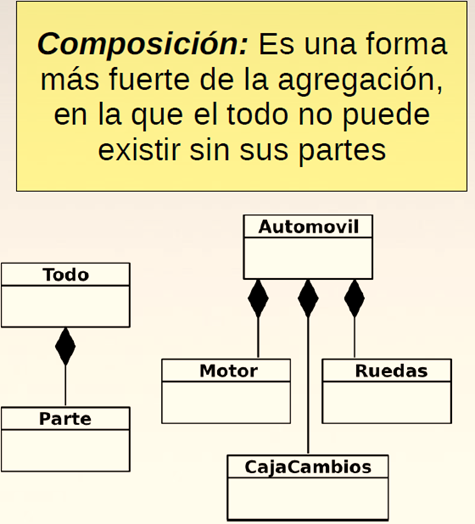 Composición: Es una forma
más fuerte de la agregación,
en la que el todo no puede
existir sin sus partes
Automovil
Todo
Motor
Ruedas
Parte
CajaCambios